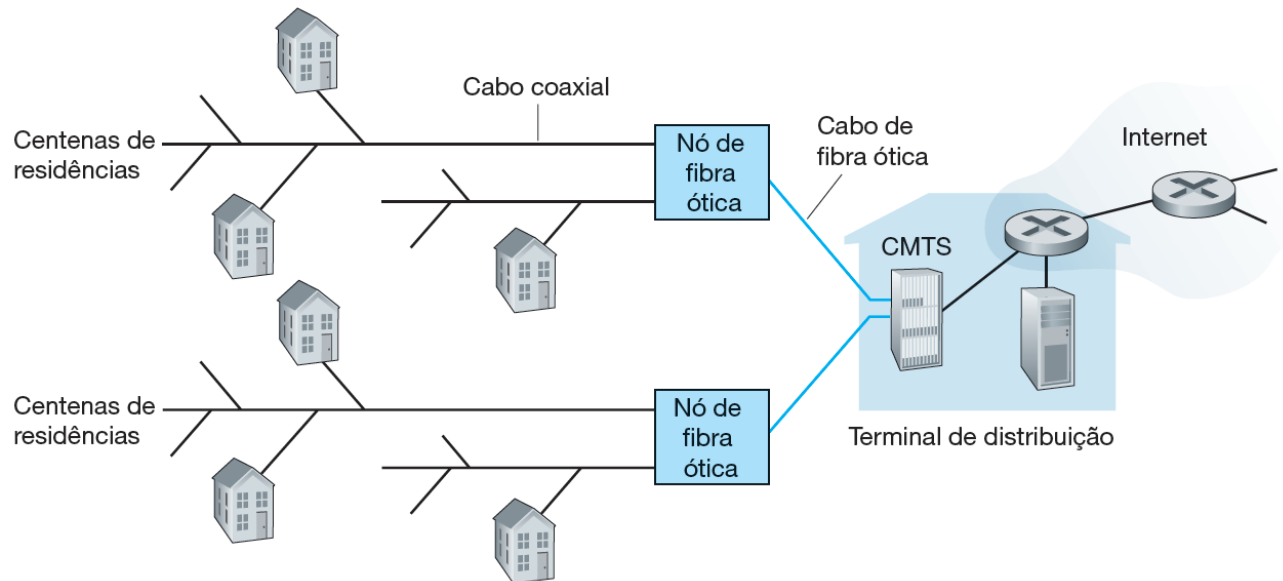 Centenas de
residências
Cabo coaxial
Nó de
fibra
ótica
Cabo de
fibra ótica
Internet
CMTS
Centenas de
residências
Nó de
fibra
ótica
Terminal de distribuição